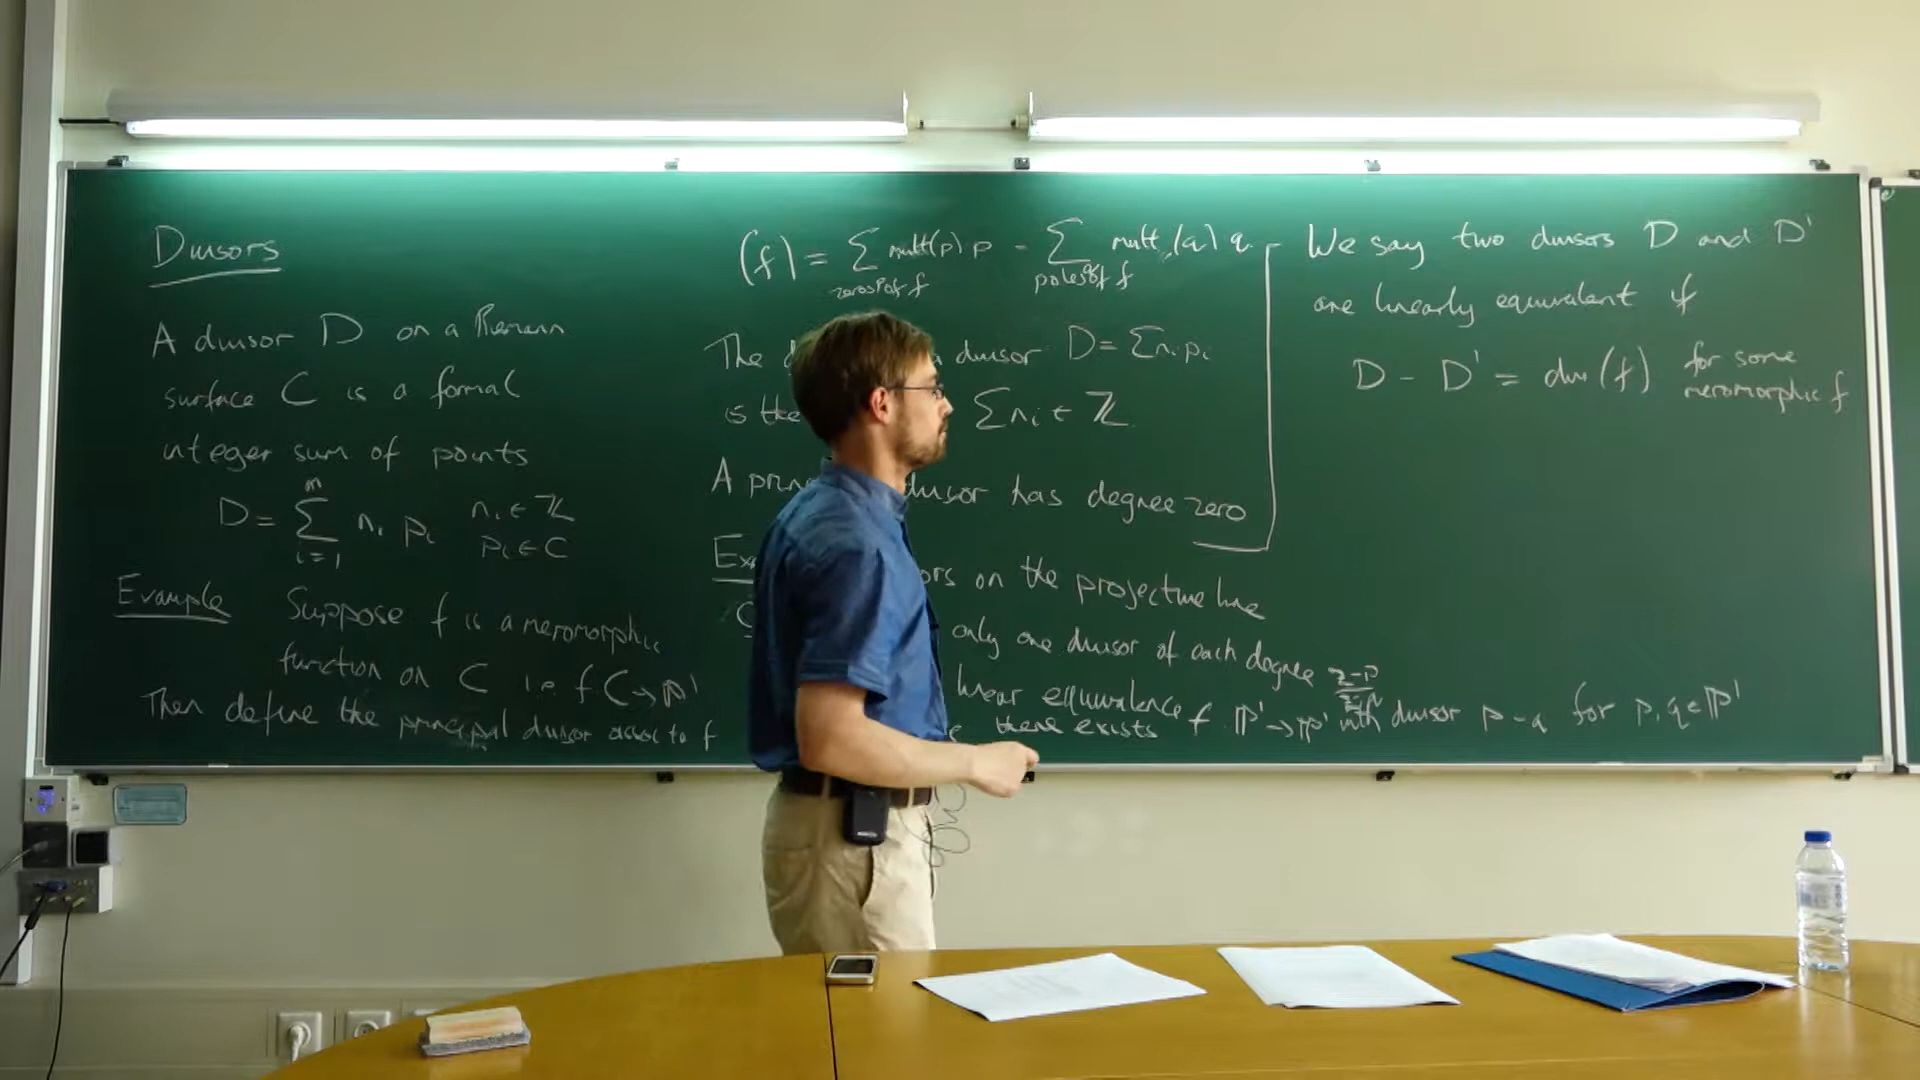 Divisors
A divisor D on a Riemann
surface C is a formal
integer sum of points
D = \sum_{i=1}^{m} n_i p_i n_i ∈ ℤ p_i ∈ C
Example Suppose f is a meromorphic
function on C i.e. f C → ℙ¹
Then define the principal divisor assoc to f
(f) = \sum_{zeros p of f} mult(p) p - \sum_{poles q of f} mult(q) q
The divisor D = Σ n_i p_i
is the Σ n_i ∈ ℤ
A divisor has degree zero
on the projective line
only one divisor of each degree
linear equivalence
there exists f ℙ¹ → ℙ¹ with divisor p - q for p, q ∈ ℙ¹
We say two divisors D and D'
are linearly equivalent if
D - D' = div(f) for some
meromorphic f